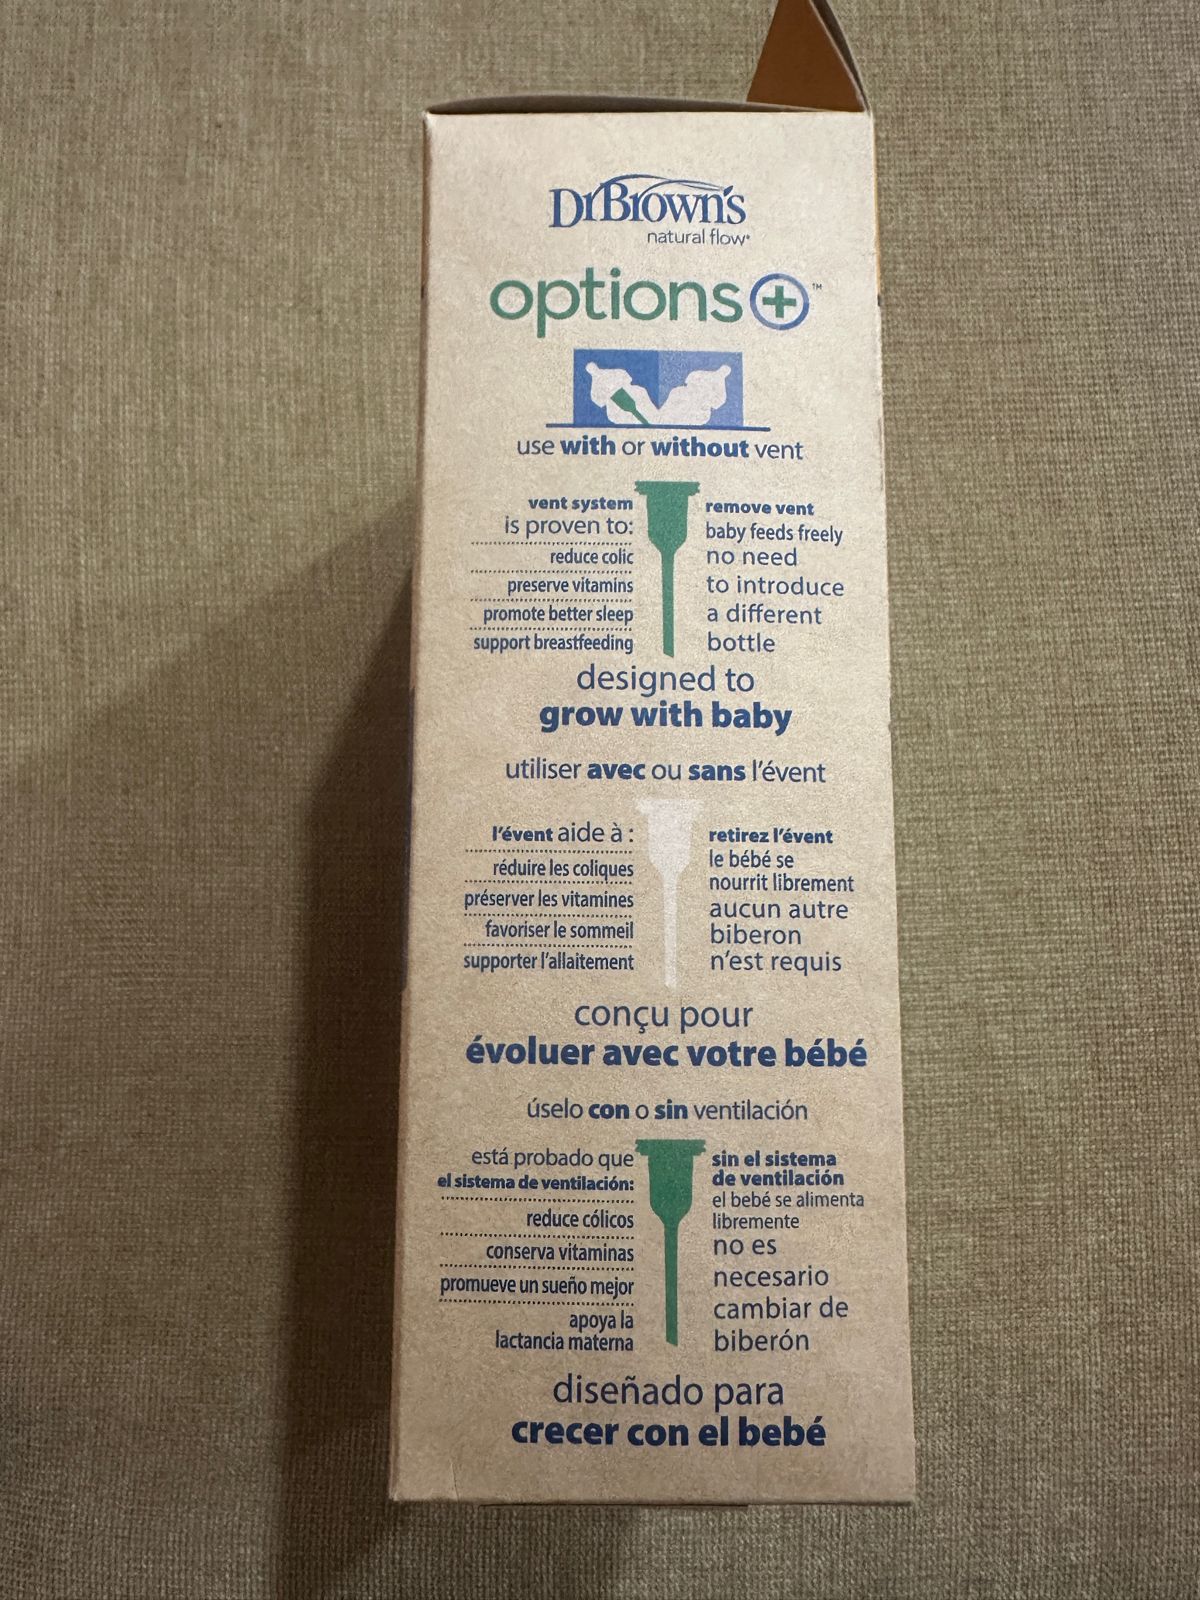 Dr Brown's
natural flow®
options+™
use with or without vent
vent system
is proven to:
reduce colic
preserve vitamins
promote better sleep
support breastfeeding
remove vent
baby feeds freely
no need
to introduce
a different
bottle
designed to
grow with baby
utiliser avec ou sans l'évent
l'évent aide à :
réduire les coliques
préserver les vitamines
favoriser le sommeil
supporter l'allaitement
retirez l'évent
le bébé se
nourrit librement
aucun autre
biberon
n'est requis
conçu pour
évoluer avec votre bébé
úselo con o sin ventilación
está probado que
el sistema de ventilación:
reduce cólicos
conserva vitaminas
promueve un sueño mejor
apoya la
lactancia materna
sin el sistema
de ventilación
el bebé se alimenta
libremente
no es
necesario
cambiar de
biberón
diseñado para
crecer con el bebé